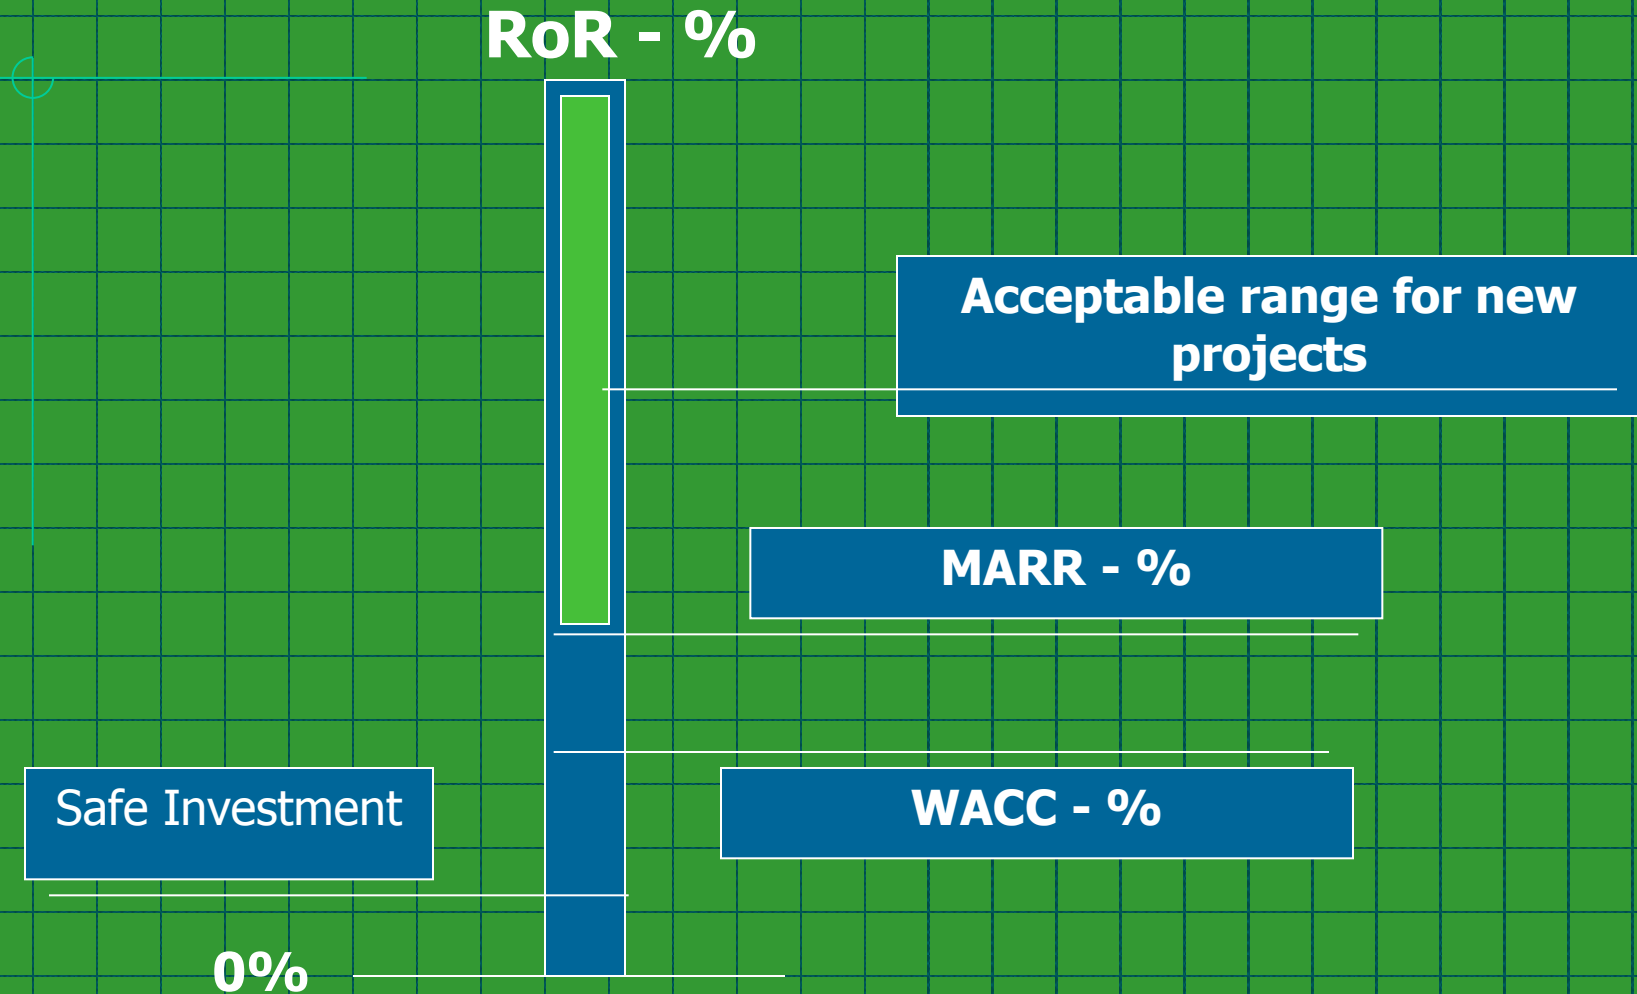 RoR - %
Acceptable range for new
projects
MARR - %
Safe Investment
WACC - %
0%